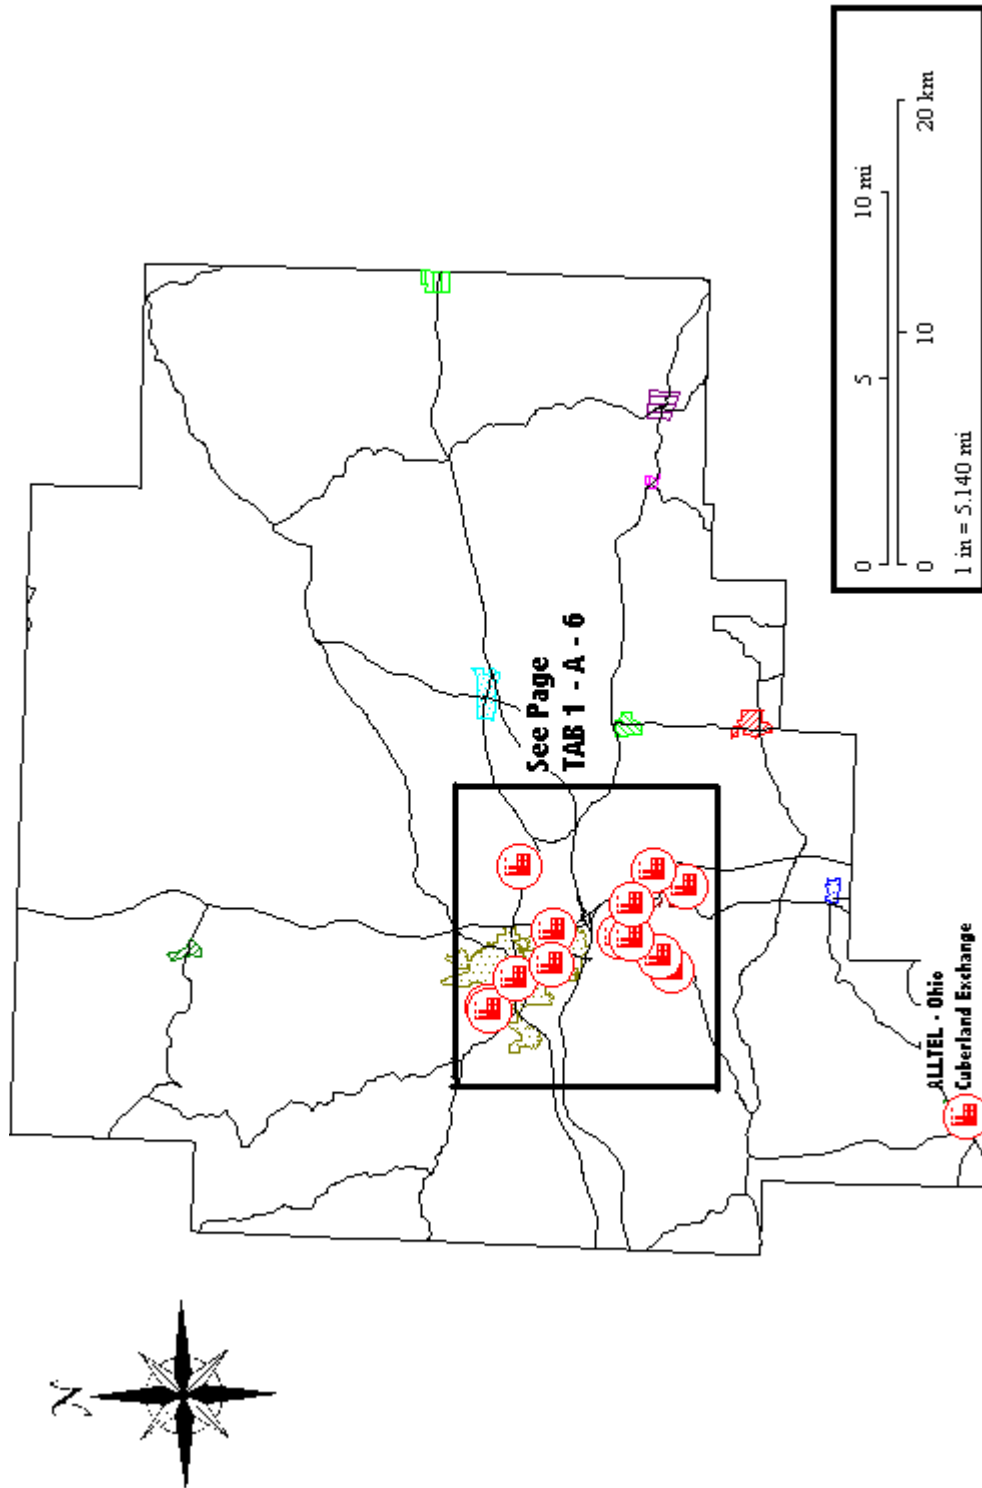 N
See Page
TAB 1 - A - 6
ALLTEL - Ohio
Cuberland Exchange
0 5 10 mi
0 10 20 km
1 in = 5.140 mi